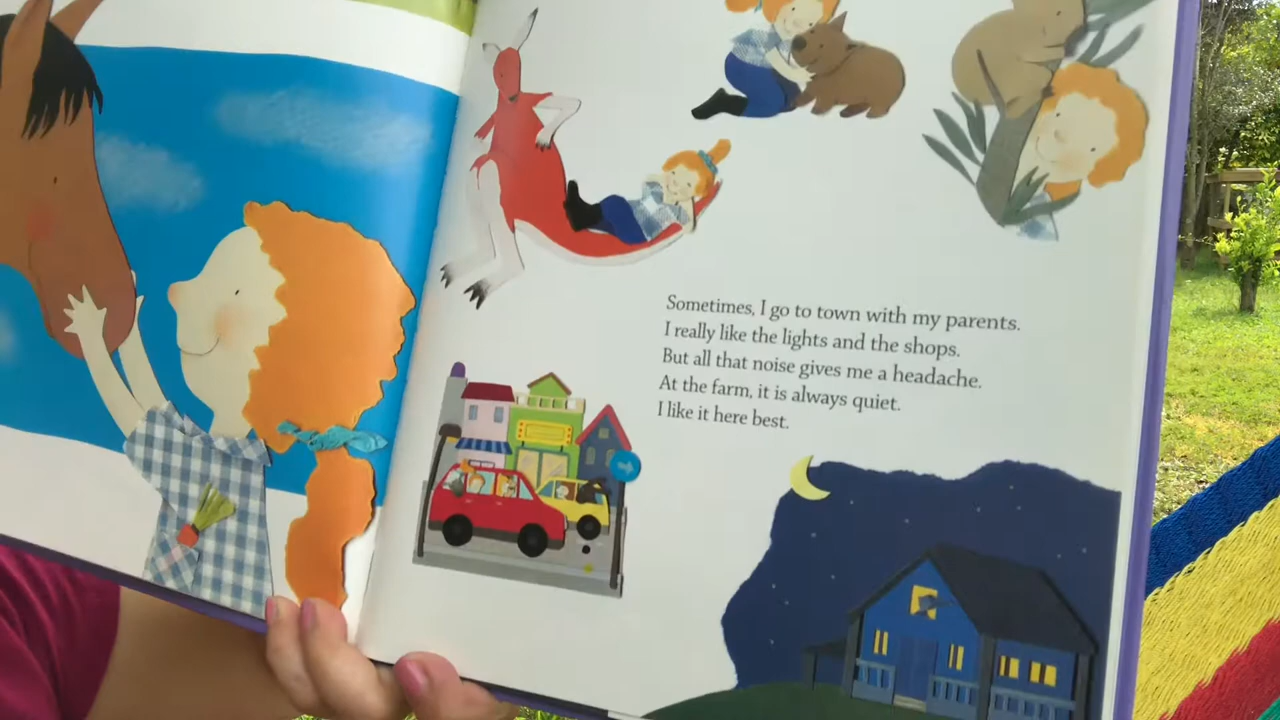 Sometimes, I go to town with my parents.
I really like the lights and the shops.
But all that noise gives me a headache.
At the farm, it is always quiet.
I like it here best.